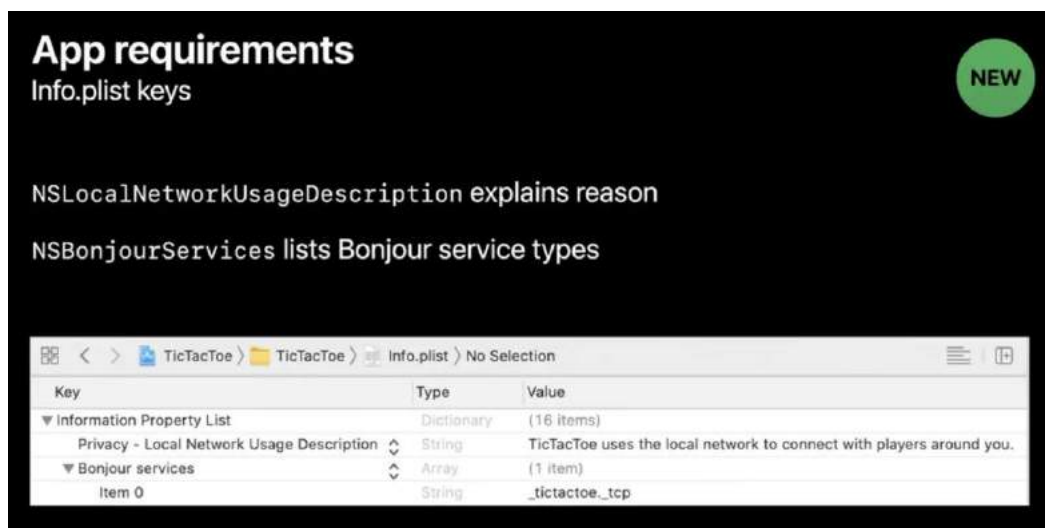 App requirements
Info.plist keys
NEW
NSLocalNetworkUsageDescription explains reason
NSBonjourServices lists Bonjour service types
TicTacToe 〉 TicTacToe 〉 Info.plist 〉 No Selection
Key Type Value
Information Property List Dictionary (16 items)
Privacy - Local Network Usage Description String TicTacToe uses the local network to connect with players around you.
Bonjour services Array (1 item)
Item 0 String _tictactoe._tcp